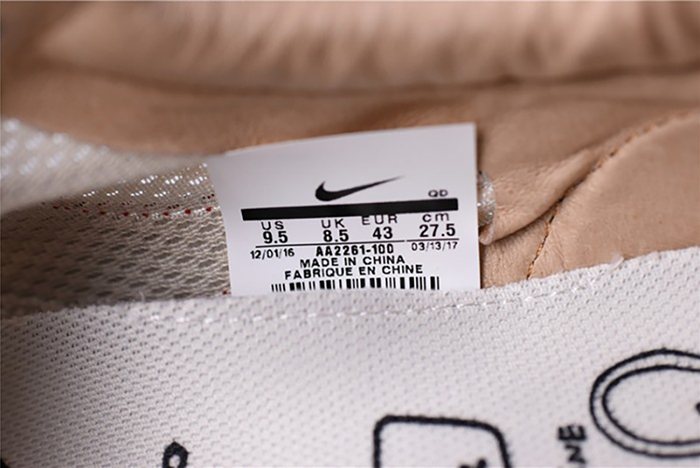 QD
US UK EUR cm
9.5 8.5 43 27.5
12/01/16 AA2261-100 03/13/17
MADE IN CHINA
FABRIQUE EN CHINE
NE